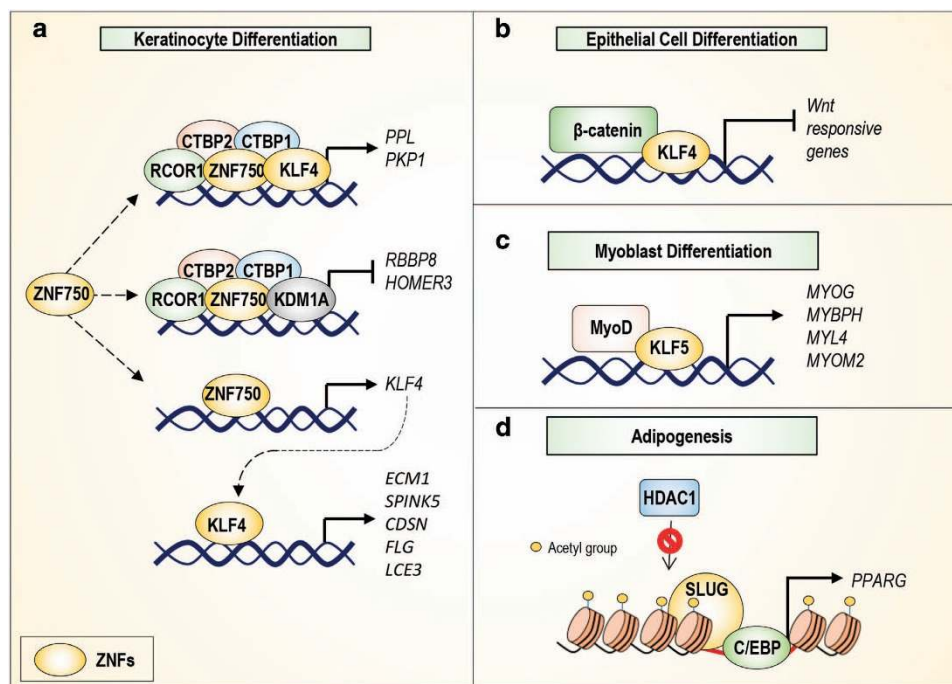 a
Keratinocyte Differentiation
CTBP2
CTBP1
RCOR1
ZNF750
KLF4
PPL
PKP1
ZNF750
CTBP2
CTBP1
RCOR1
ZNF750
KDM1A
RBBP8
HOMER3
ZNF750
KLF4
KLF4
ECM1
SPINK5
CDSN
FLG
LCE3
ZNFs
b
Epithelial Cell Differentiation
β-catenin
KLF4
Wnt
responsive
genes
c
Myoblast Differentiation
MyoD
KLF5
MYOG
MYBPH
MYL4
MYOM2
d
Adipogenesis
HDAC1
Acetyl group
SLUG
C/EBP
PPARG